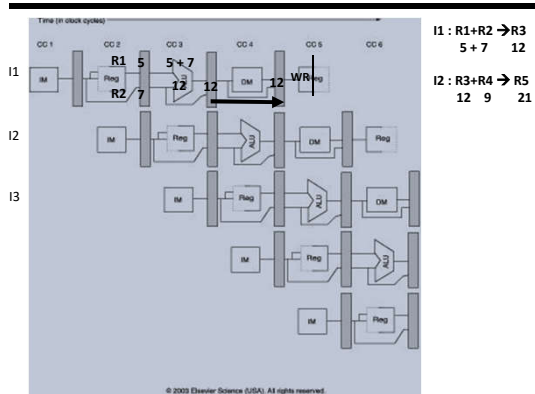 Time (in clock cycles)
CC 1 CC 2 CC 3 CC 4 CC 5 CC 6
I1 : R1+R2 → R3
5 + 7 12
I2 : R3+R4 → R5
12 9 21
R1 5 5 + 7
I1 IM Reg ALU DM WR Reg
12 12 12
R2 7
I2 IM Reg ALU DM Reg
I3 IM Reg ALU DM
IM Reg ALU
IM Reg
© 2003 Elsevier Science (USA). All rights reserved.